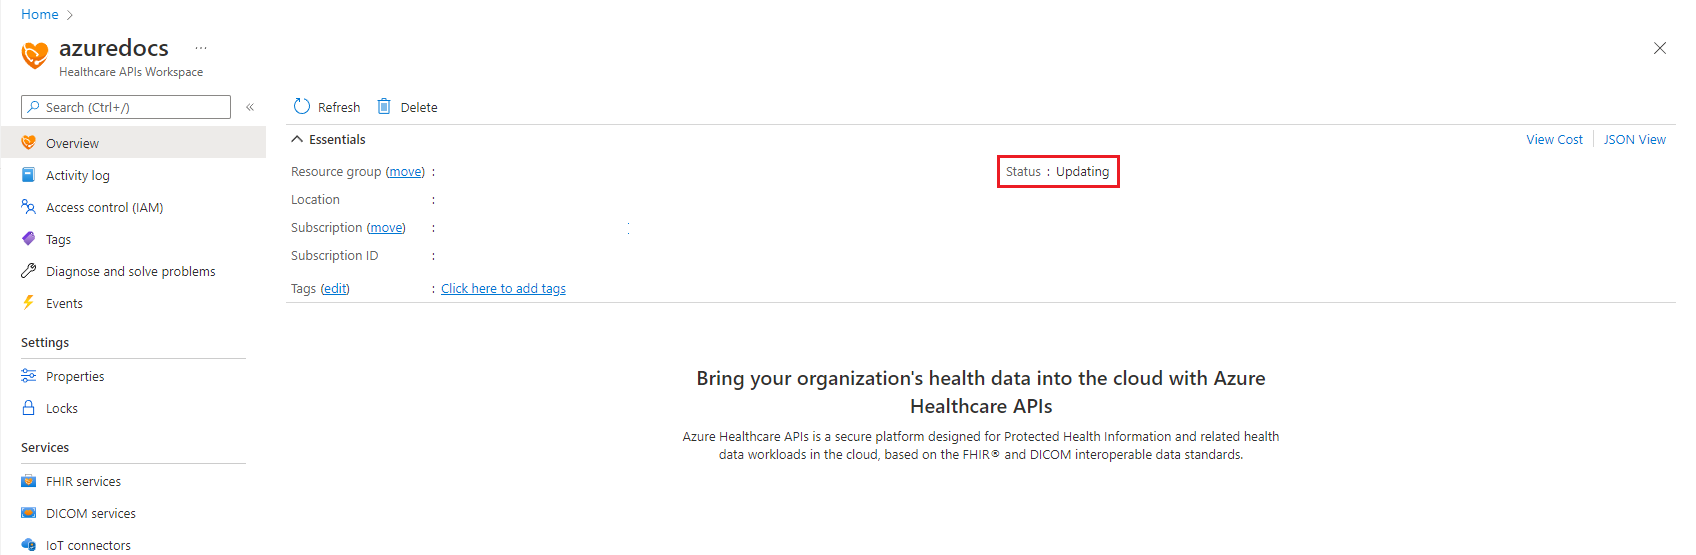 Home >
azuredocs ...
Healthcare APIs Workspace
Search (Ctrl+/) «
Overview
Activity log
Access control (IAM)
Tags
Diagnose and solve problems
Events
Settings
Properties
Locks
Services
FHIR services
DICOM services
IoT connectors
Refresh Delete
Essentials View Cost JSON View
Resource group (move) : Status : Updating
Location :
Subscription (move) :
Subscription ID :
Tags (edit) : Click here to add tags
Bring your organization's health data into the cloud with Azure
Healthcare APIs
Azure Healthcare APIs is a secure platform designed for Protected Health Information and related health
data workloads in the cloud, based on the FHIR® and DICOM interoperable data standards.